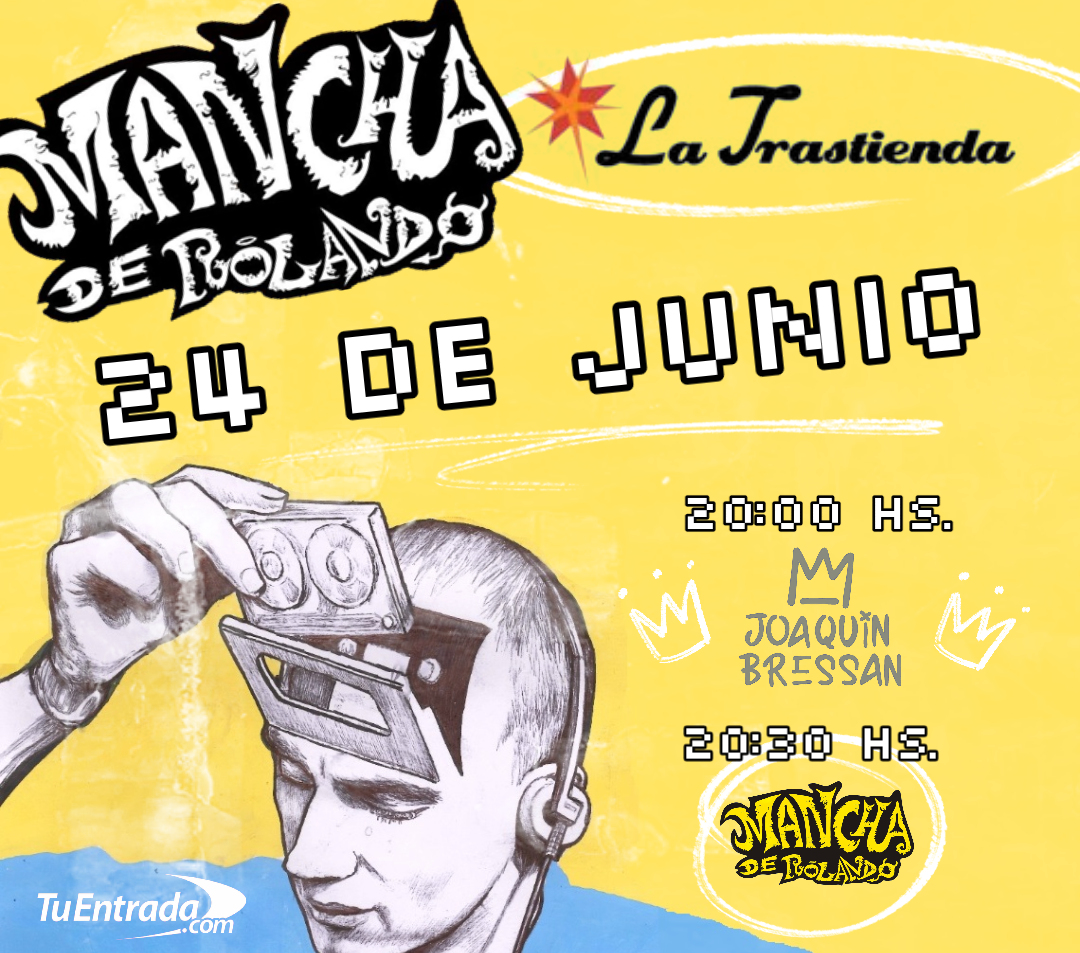 MANCHA
DE ROLANDO
La Trastienda
24 DE JUNIO
20:00 HS.
JOAQUIN
BRESSAN
20:30 HS.
MANCHA
DE ROLANDO
TuEntrada
.com